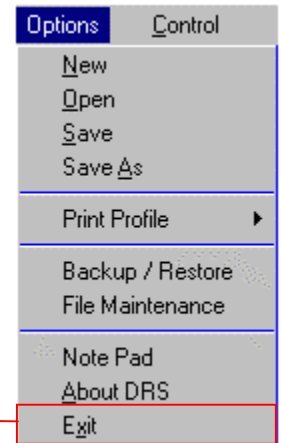 Options Control
New
Open
Save
Save As
Print Profile
Backup / Restore
File Maintenance
Note Pad
About DRS
Exit